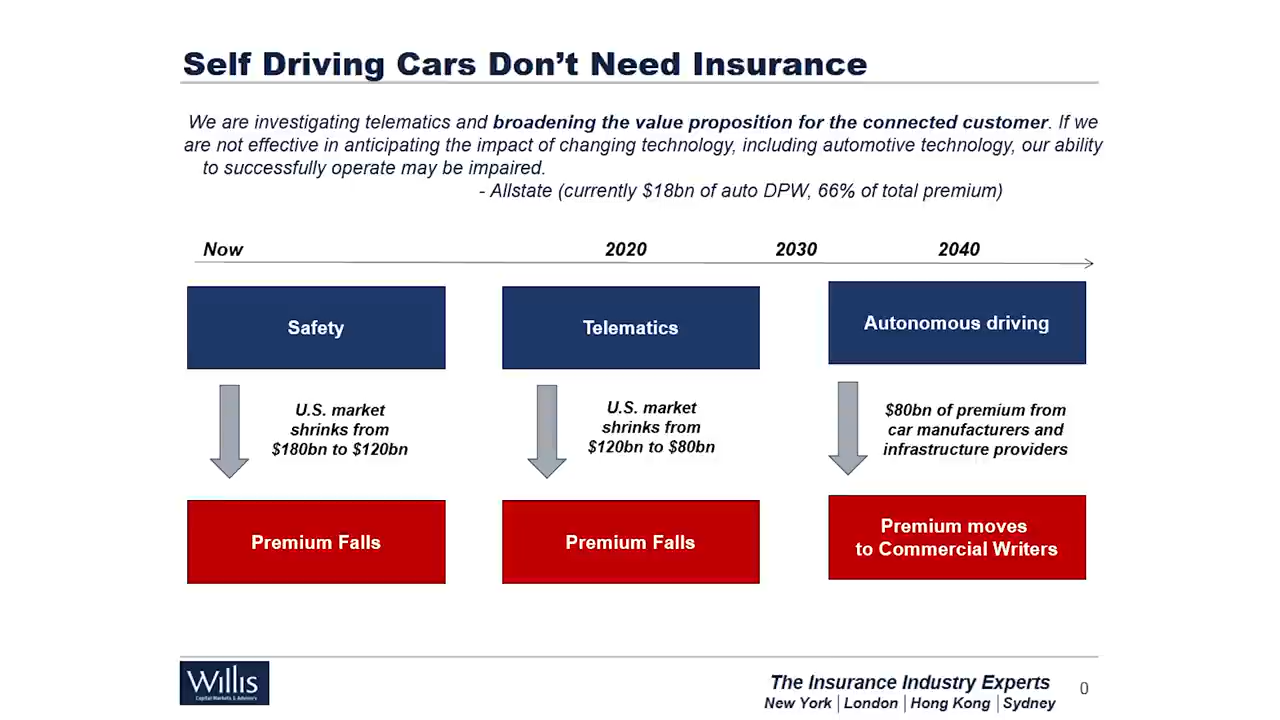 Self Driving Cars Don’t Need Insurance
We are investigating telematics and broadening the value proposition for the connected customer. If we
are not effective in anticipating the impact of changing technology, including automotive technology, our ability
to successfully operate may be impaired.
- Allstate (currently $18bn of auto DPW, 66% of total premium)
Now 2020 2030 2040
Safety
Telematics
Autonomous driving
U.S. market
shrinks from
$180bn to $120bn
U.S. market
shrinks from
$120bn to $80bn
$80bn of premium from
car manufacturers and
infrastructure providers
Premium Falls
Premium Falls
Premium moves
to Commercial Writers
Willis
Capital Markets & Advisory
The Insurance Industry Experts
New York | London | Hong Kong | Sydney
0